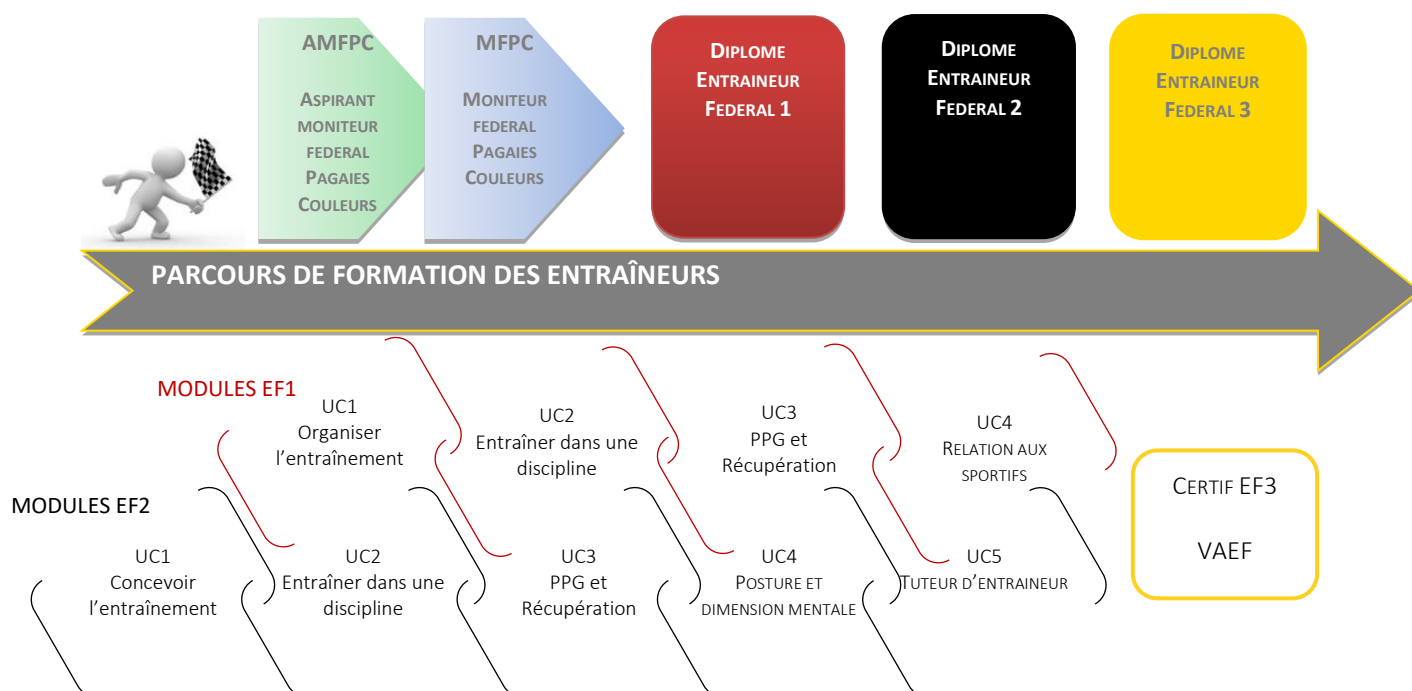 AMFPC
ASPIRANT
MONITEUR
FEDERAL
PAGAIES
COULEURS
MFPC
MONITEUR
FEDERAL
PAGAIES
COULEURS
DIPLOME
ENTRAINEUR
FEDERAL 1
DIPLOME
ENTRAINEUR
FEDERAL 2
DIPLOME
ENTRAINEUR
FEDERAL 3
PARCOURS DE FORMATION DES ENTRAÎNEURS
MODULES EF1
UC1
Organiser
l'entraînement
UC2
Entraîner dans une
discipline
UC3
PPG et
Récupération
UC4
RELATION AUX
SPORTIFS
MODULES EF2
UC1
Concevoir
l'entraînement
UC2
Entraîner dans une
discipline
UC3
PPG et
Récupération
UC4
POSTURE ET
DIMENSION MENTALE
UC5
TUTEUR D'ENTRAINEUR
CERTIF EF3
VAEF